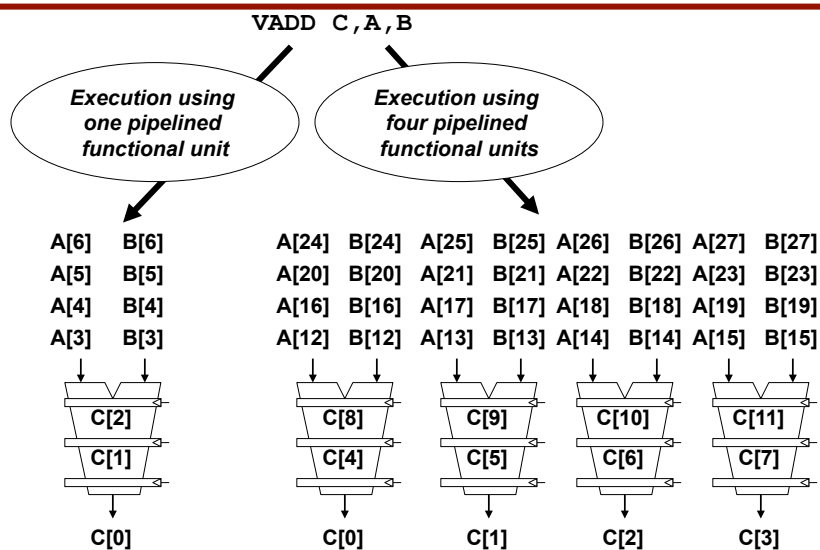 VADD C,A,B
Execution using
one pipelined
functional unit
Execution using
four pipelined
functional units
A[6] B[6] A[24] B[24] A[25] B[25] A[26] B[26] A[27] B[27]
A[5] B[5] A[20] B[20] A[21] B[21] A[22] B[22] A[23] B[23]
A[4] B[4] A[16] B[16] A[17] B[17] A[18] B[18] A[19] B[19]
A[3] B[3] A[12] B[12] A[13] B[13] A[14] B[14] A[15] B[15]
C[2] C[8] C[9] C[10] C[11]
C[1] C[4] C[5] C[6] C[7]
C[0] C[0] C[1] C[2] C[3]